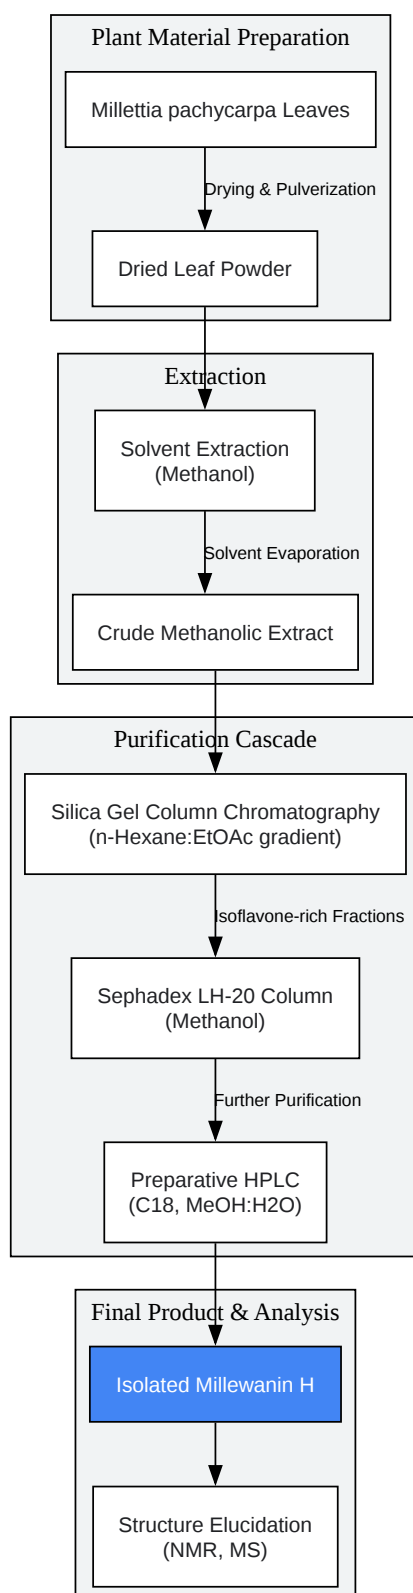 Plant Material Preparation
Millettia pachycarpa Leaves
Drying & Pulverization
Dried Leaf Powder
Extraction
Solvent Extraction
(Methanol)
Solvent Evaporation
Crude Methanolic Extract
Purification Cascade
Silica Gel Column Chromatography
(n-Hexane:EtOAc gradient)
Isoflavone-rich Fractions
Sephadex LH-20 Column
(Methanol)
Further Purification
Preparative HPLC
(C18, MeOH:H2O)
Final Product & Analysis
Isolated Millewanin H
Structure Elucidation
(NMR, MS)